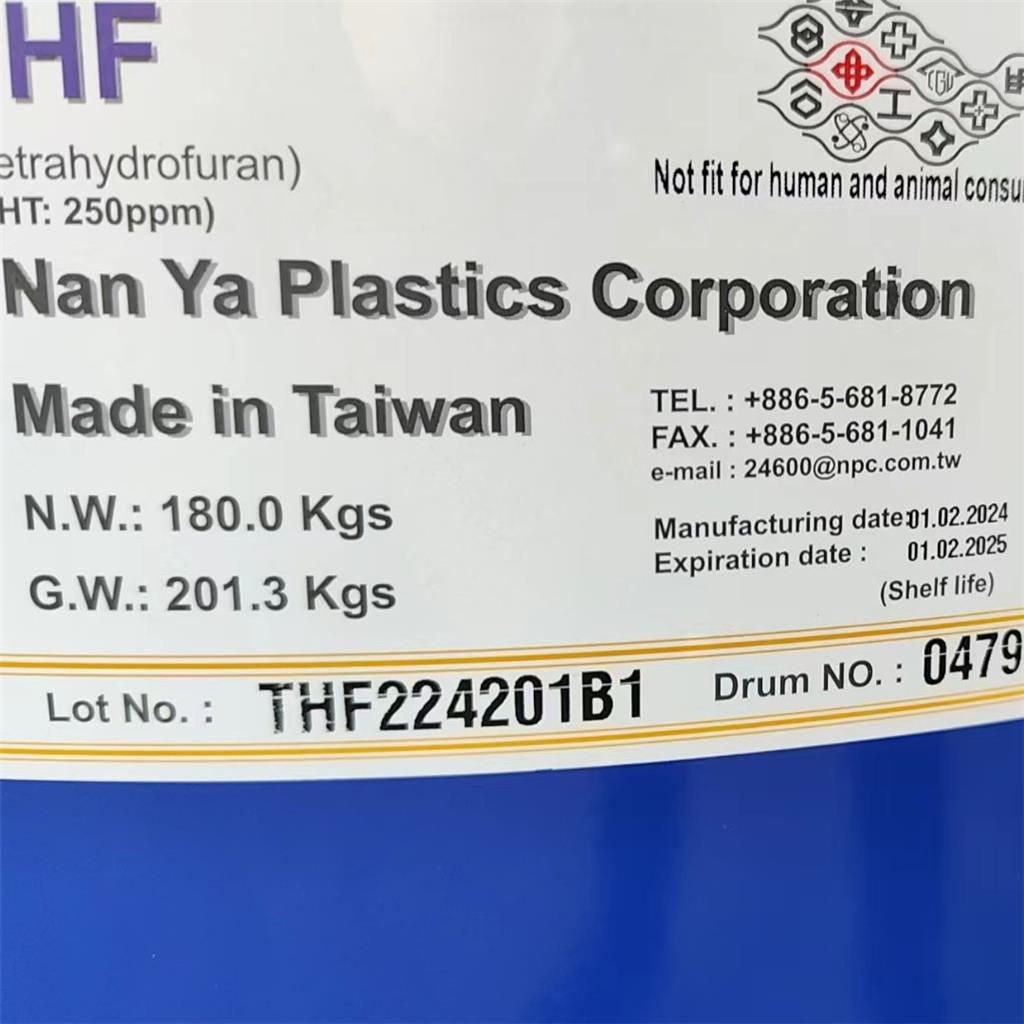 HF
etrahydrofuran)
HT: 250ppm)
CGU
Not fit for human and animal consu
Nan Ya Plastics Corporation
Made in Taiwan
TEL. : +886-5-681-8772
FAX. : +886-5-681-1041
e-mail : 24600@npc.com.tw
N.W.: 180.0 Kgs
G.W.: 201.3 Kgs
Manufacturing date:01.02.2024
Expiration date : 01.02.2025
(Shelf life)
Lot No. : THF224201B1
Drum NO. : 0479